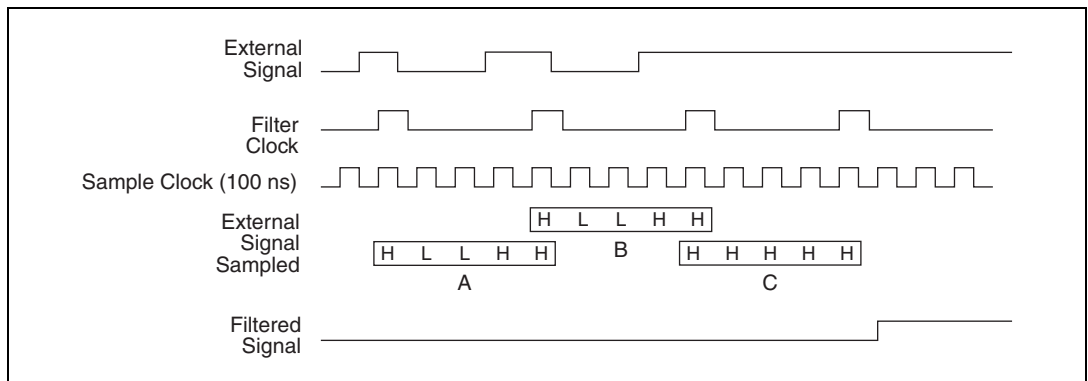 External
Signal
Filter
Clock
Sample Clock (100 ns)
External
Signal
Sampled
H L L H H
B
H L L H H
A
H H H H H
C
Filtered
Signal